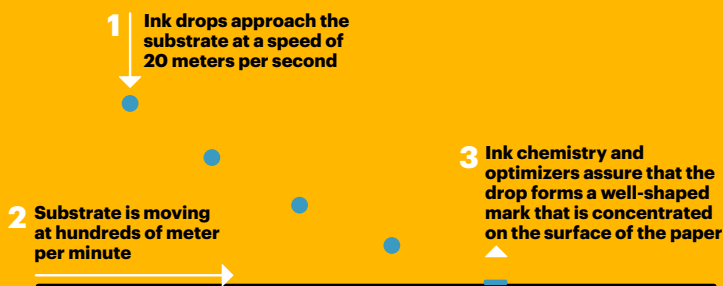 1 Ink drops approach the
substrate at a speed of
20 meters per second
2 Substrate is moving
at hundreds of meter
per minute
3 Ink chemistry and
optimizers assure that the
drop forms a well-shaped
mark that is concentrated
on the surface of the paper